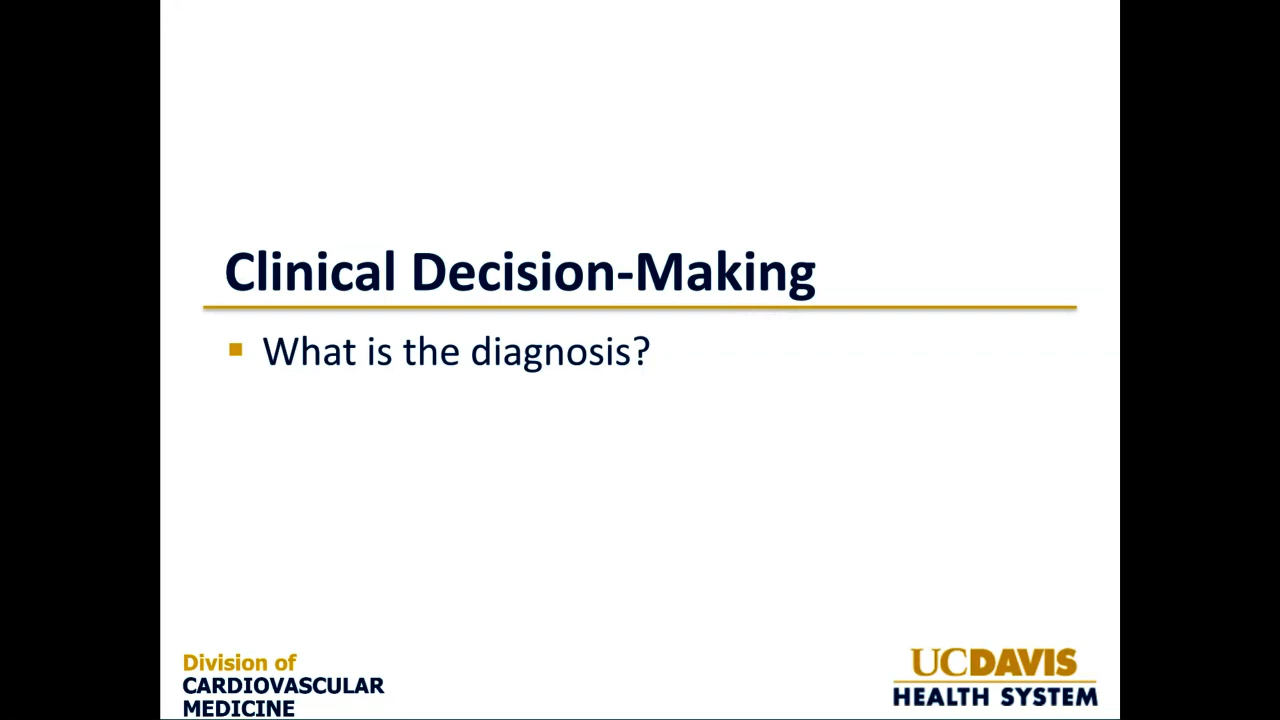 Clinical Decision-Making
What is the diagnosis?
Division of
CARDIOVASCULAR
MEDICINE
UCDAVIS
HEALTH SYSTEM